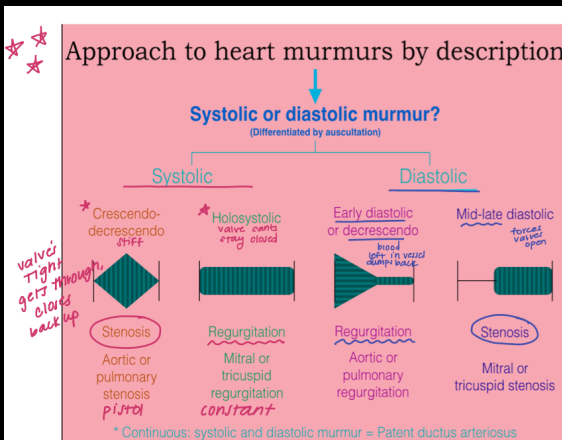 Approach to heart murmurs by description
Systolic or diastolic murmur?
(Differentiated by auscultation)
Systolic
Diastolic
* Crescendo-
decrescendo
stiff
* Holosystolic
valve cants
stay closed
Early diastolic
or decrescendo
blood
left in vessel
dumps back
Mid-late diastolic
forces
valves
open
valves
Tight
gets through,
closes
back up
Stenosis
Regurgitation
Regurgitation
Stenosis
Aortic or
pulmonary
stenosis
pistol
Mitral or
tricuspid
regurgitation
constant
Aortic or
pulmonary
regurgitation
Mitral or
tricuspid stenosis
* Continuous: systolic and diastolic murmur = Patent ductus arteriosus